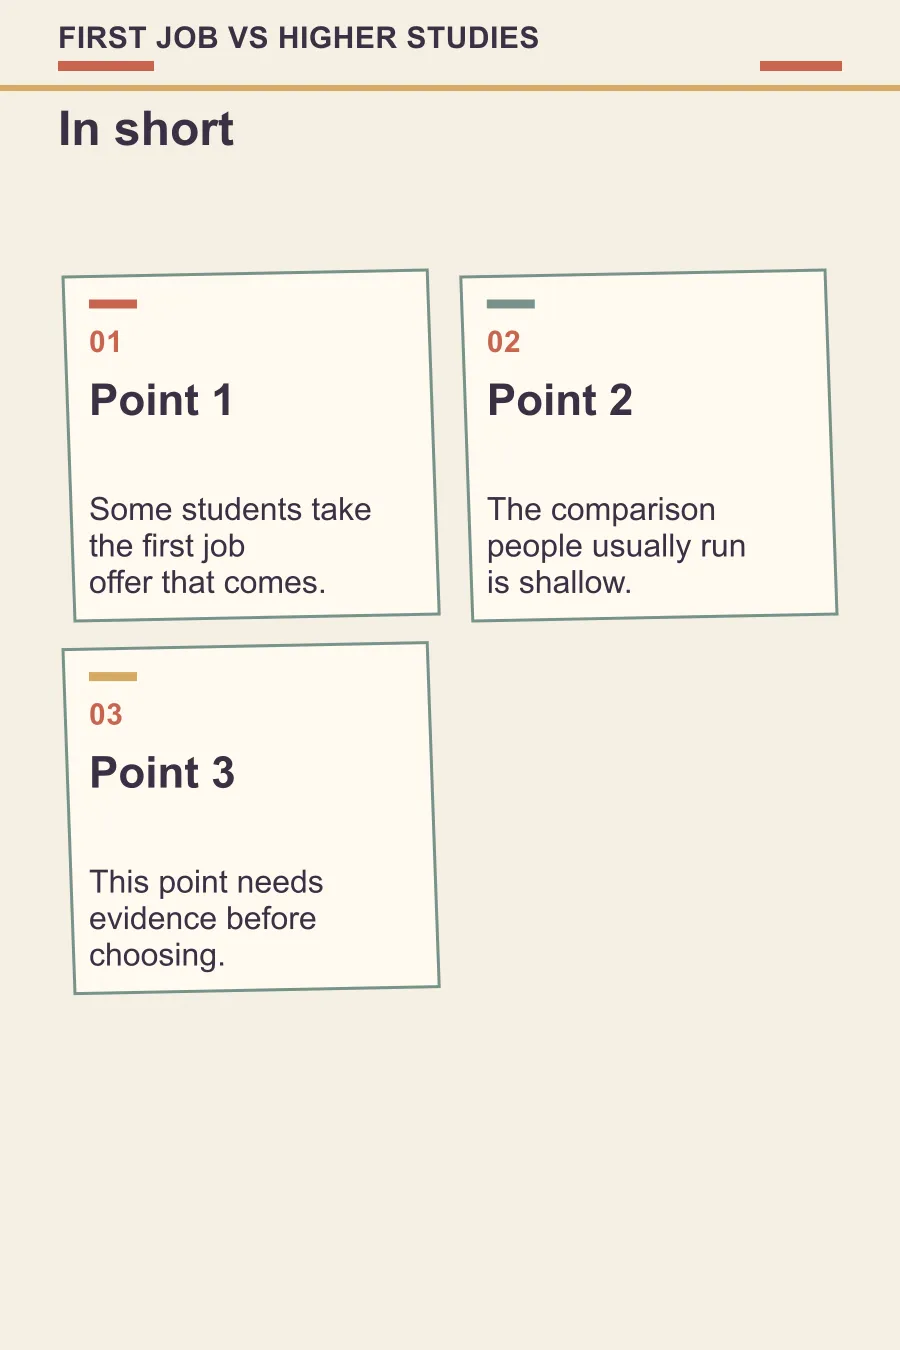 FIRST JOB VS HIGHER STUDIES
In short
01
Point 1
Some students take
the first job
offer that comes.
02
Point 2
The comparison
people usually run
is shallow.
03
Point 3
This point needs
evidence before
choosing.